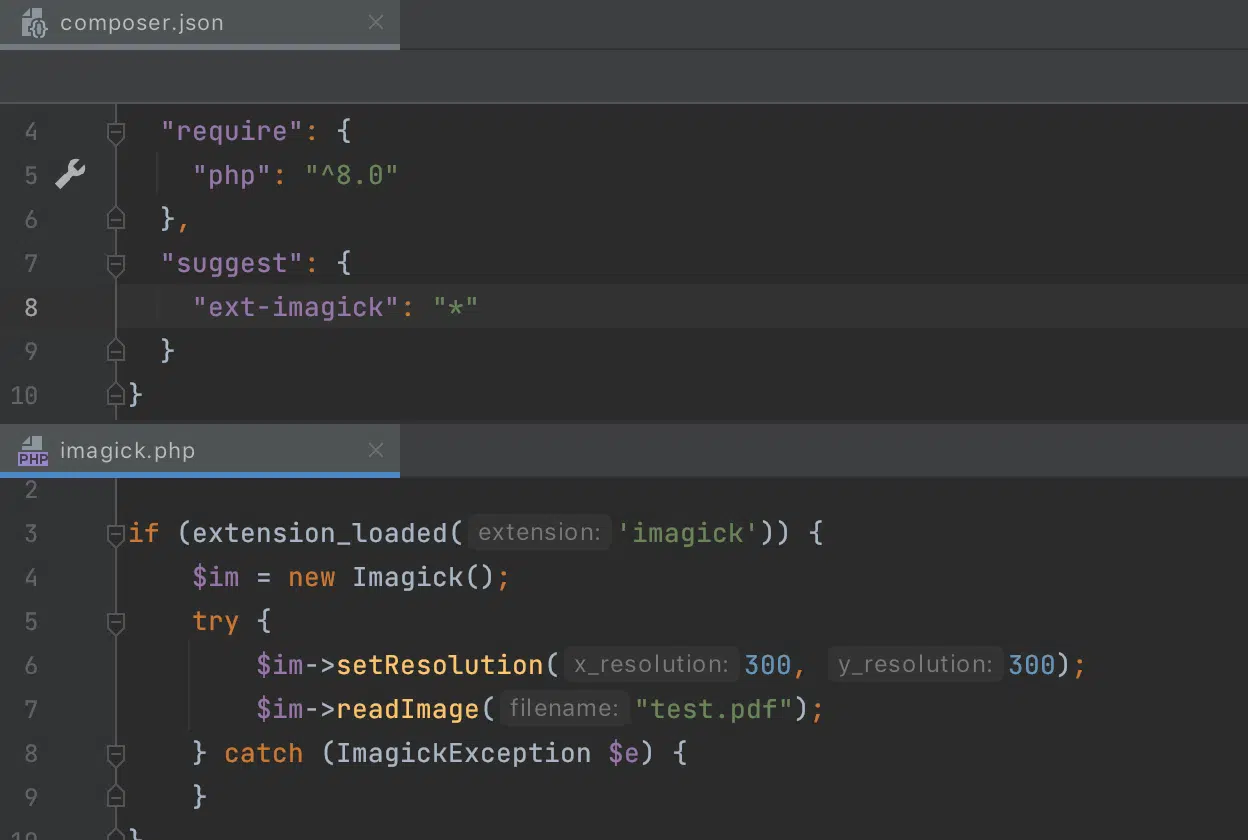 composer.json
4 "require": {
5 "php": "^8.0"
6 },
7 "suggest": {
8 "ext-imagick": "*"
9 }
10 }
PHP imagick.php
2
3 if (extension_loaded( extension: 'imagick')) {
4 $im = new Imagick();
5 try {
6 $im->setResolution( x_resolution: 300, y_resolution: 300);
7 $im->readImage( filename: "test.pdf");
8 } catch (ImagickException $e) {
9 }
10 }